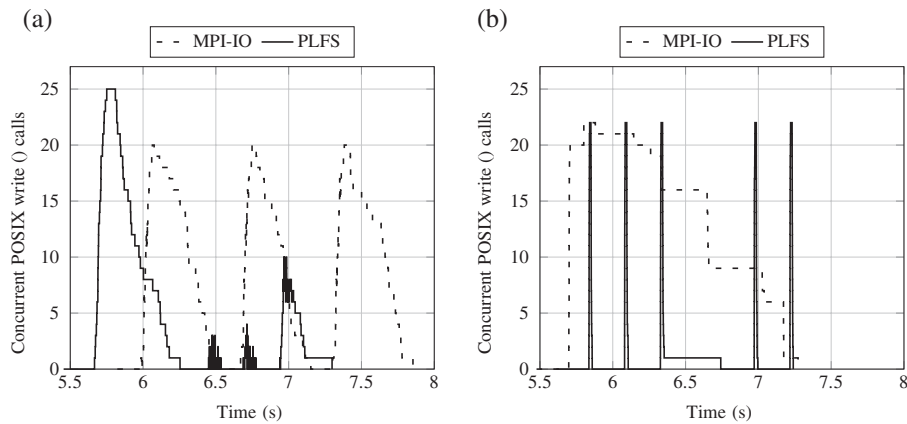 (a)
MPI-IO PLFS
Concurrent POSIX write () calls
25
20
15
10
5
0
5.5 6 6.5 7 7.5 8
Time (s)
(b)
MPI-IO PLFS
Concurrent POSIX write () calls
25
20
15
10
5
0
5.5 6 6.5 7 7.5 8
Time (s)